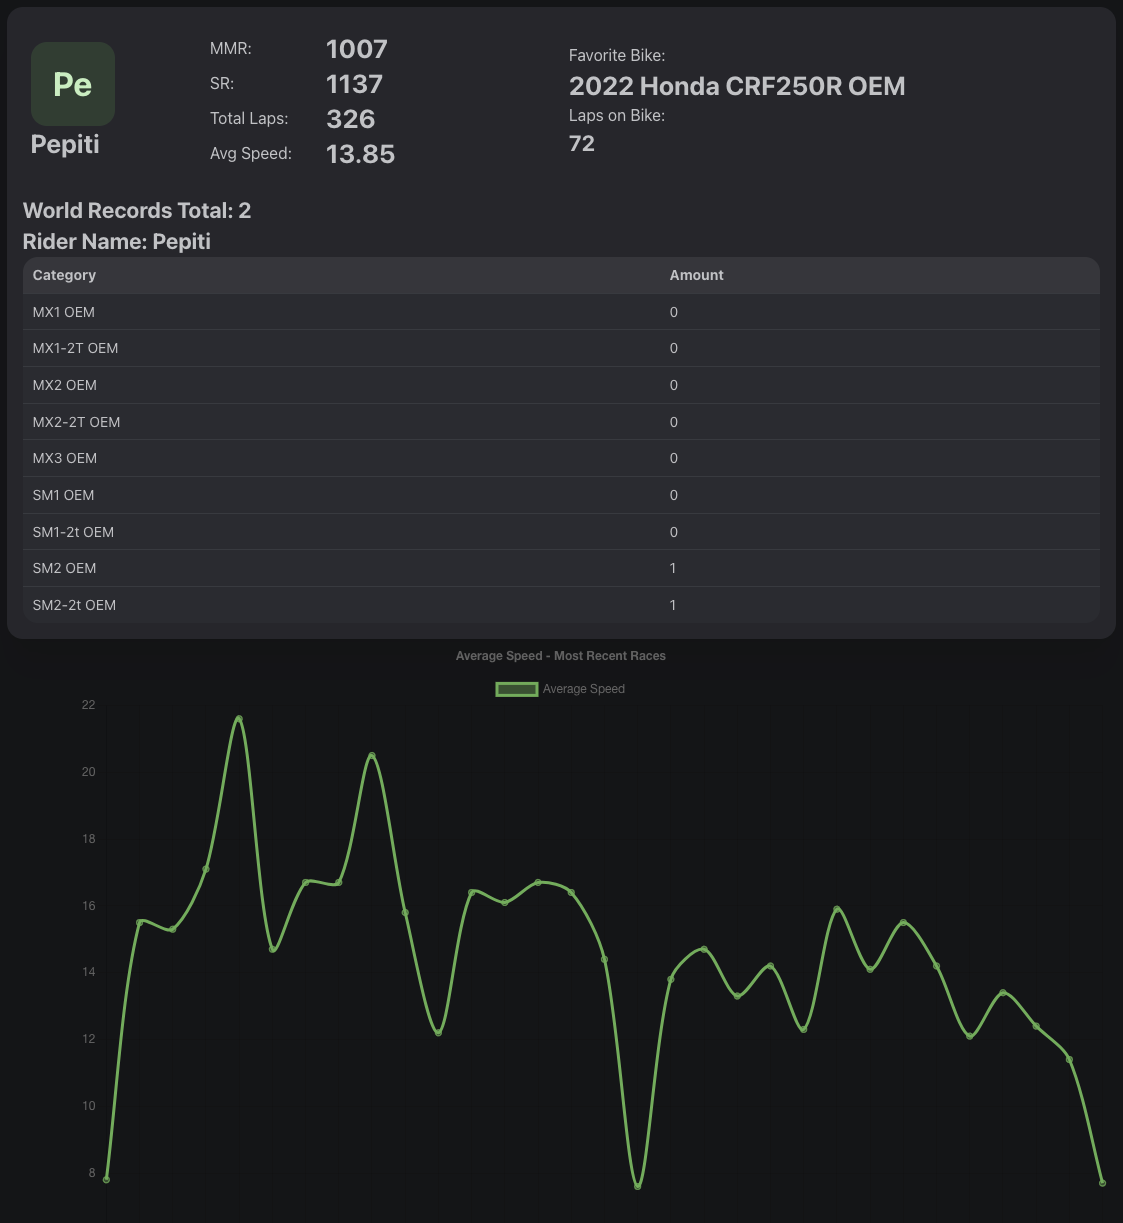 Pe
Pepiti
MMR: 1007
SR: 1137
Total Laps: 326
Avg Speed: 13.85
Favorite Bike:
2022 Honda CRF250R OEM
Laps on Bike:
72
World Records Total: 2
Rider Name: Pepiti
Category Amount
MX1 OEM 0
MX1-2T OEM 0
MX2 OEM 0
MX2-2T OEM 0
MX3 OEM 0
SM1 OEM 0
SM1-2t OEM 0
SM2 OEM 1
SM2-2t OEM 1
Average Speed - Most Recent Races
Average Speed
22
20
18
16
14
12
10
8